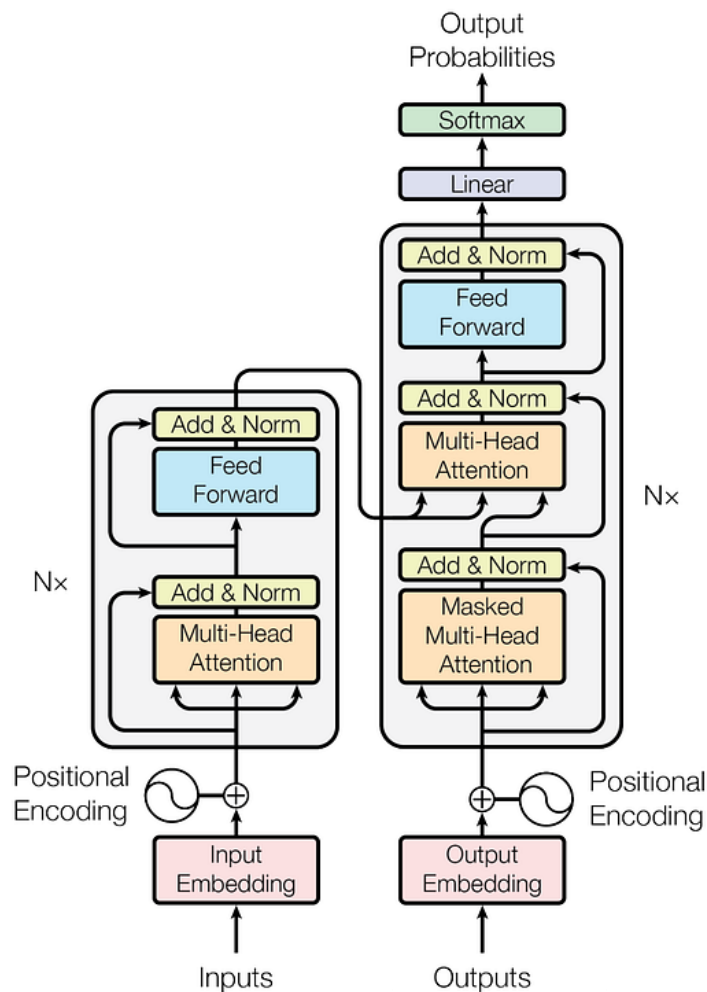 Output
Probabilities
Softmax
Linear
Add & Norm
Feed
Forward
Add & Norm
Multi-Head
Attention
Add & Norm
Masked
Multi-Head
Attention
Nx
Add & Norm
Feed
Forward
Add & Norm
Multi-Head
Attention
N×
Positional
Encoding
Positional
Encoding
Input
Embedding
Output
Embedding
Inputs
Outputs